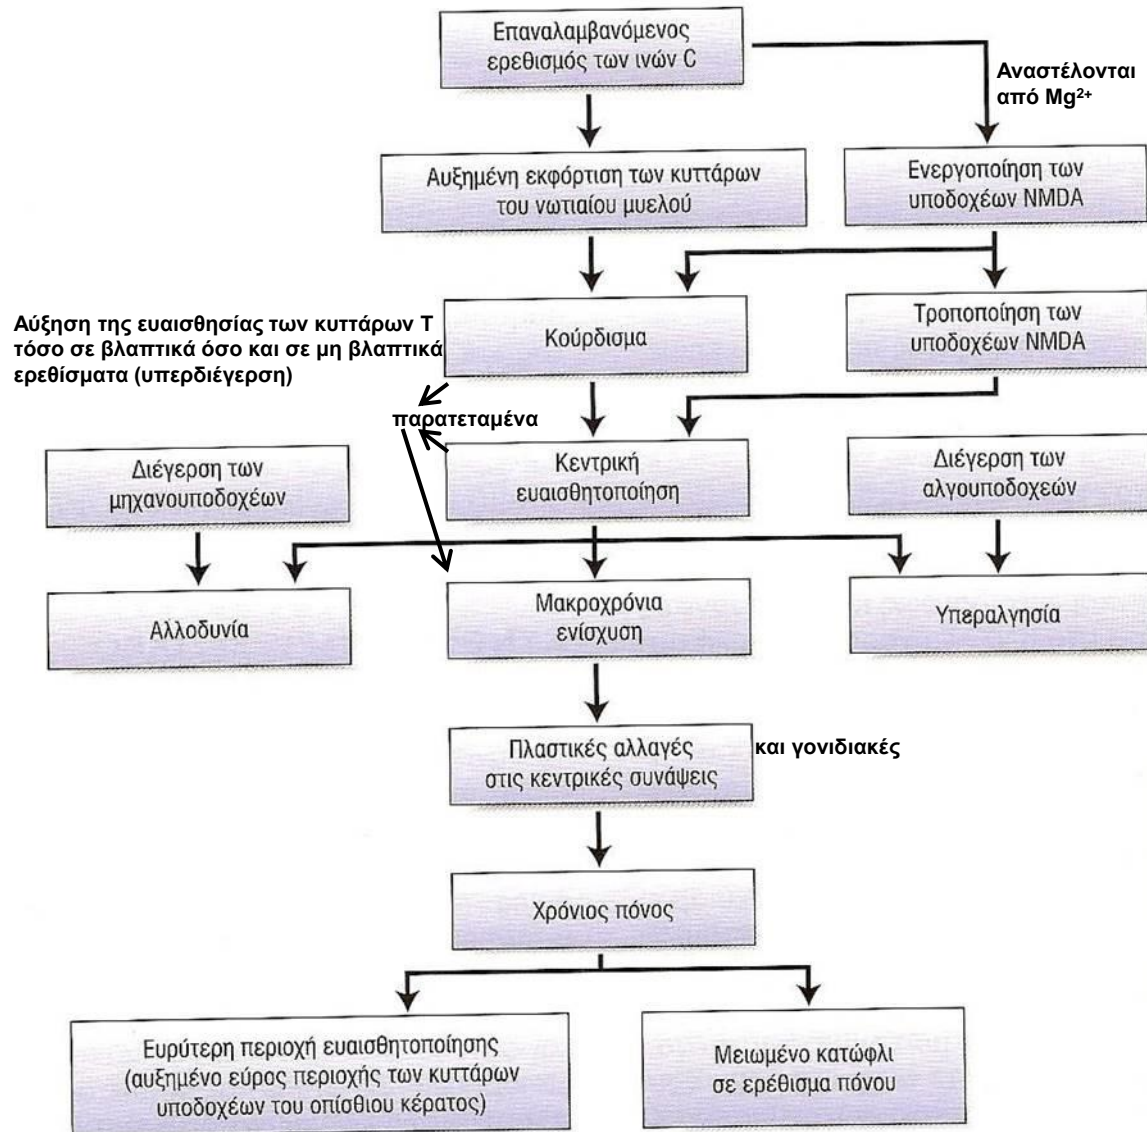 Επαναλαμβανόμενος
ερεθισμός των ινών C
Αναστέλονται
από Mg²⁺
Αυξημένη εκφόρτιση των κυττάρων
του νωτιαίου μυελού
Ενεργοποίηση των
υποδοχέων NMDA
Αύξηση της ευαισθησίας των κυττάρων Τ
τόσο σε βλαπτικά όσο και σε μη βλαπτικά
ερεθίσματα (υπερδιέγερση)
Κούρδισμα
Τροποποίηση των
υποδοχέων NMDA
παρατεταμένα
Διέγερση των
μηχανουποδοχέων
Κεντρική
ευαισθητοποίηση
Διέγερση των
αλγουποδοχεών
Αλλοδυνία
Μακροχρόνια
ενίσχυση
Υπεραλγησία
Πλαστικές αλλαγές
στις κεντρικές συνάψεις
και γονιδιακές
Χρόνιος πόνος
Ευρύτερη περιοχή ευαισθητοποίησης
(αυξημένο εύρος περιοχής των κυττάρων
υποδοχέων του οπίσθιου κέρατος)
Μειωμένο κατώφλι
σε ερέθισμα πόνου